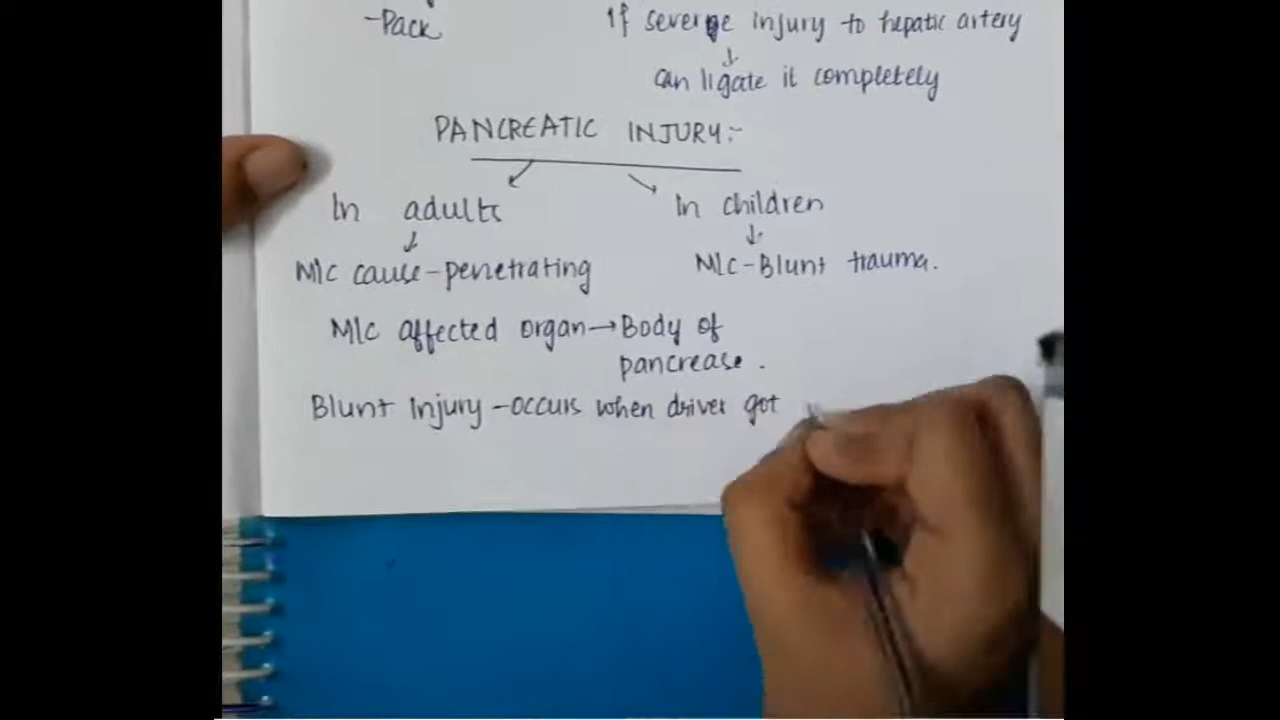 -Pack
If severe injury to hepatic artery
can ligate it completely
PANCREATIC INJURY:-
In adults
In children
M/c cause-penetrating
M/c-Blunt trauma.
M/c affected organ→Body of
pancrease.
Blunt Injury-occurs when driver got